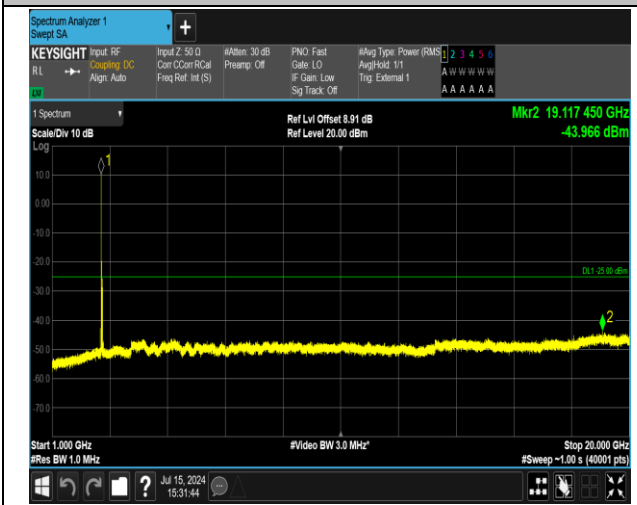 Spectrum Analyzer 1
Swept SA
+
KEYSIGHT
RL
LXI
Input: RF
Coupling: DC
Align: Auto
Input Z: 50 Ω
Corr CCorr RCal
Freq Ref: Int (S)
#Atten: 30 dB
Preamp: Off
PNO: Fast
Gate: LO
IF Gain: Low
Sig Track: Off
#Avg Type: Power (RMS
Avg|Hold: 1/1
Trig: External 1
1 2 3 4 5 6
A W W W W W
A A A A A A
1 Spectrum
Scale/Div 10 dB
Ref Lvl Offset 8.91 dB
Ref Level 20.00 dBm
Mkr2 19.117 450 GHz
-43.966 dBm
Log
1
10.0
0.00
-10.0
-20.0
DL1 -25.00 dBm
-30.0
-40.0
2
-50.0
-60.0
-70.0
Start 1.000 GHz
#Res BW 1.0 MHz
#Video BW 3.0 MHz*
Stop 20.000 GHz
#Sweep ~1.00 s (40001 pts)
?
Jul 15, 2024
15:31:44